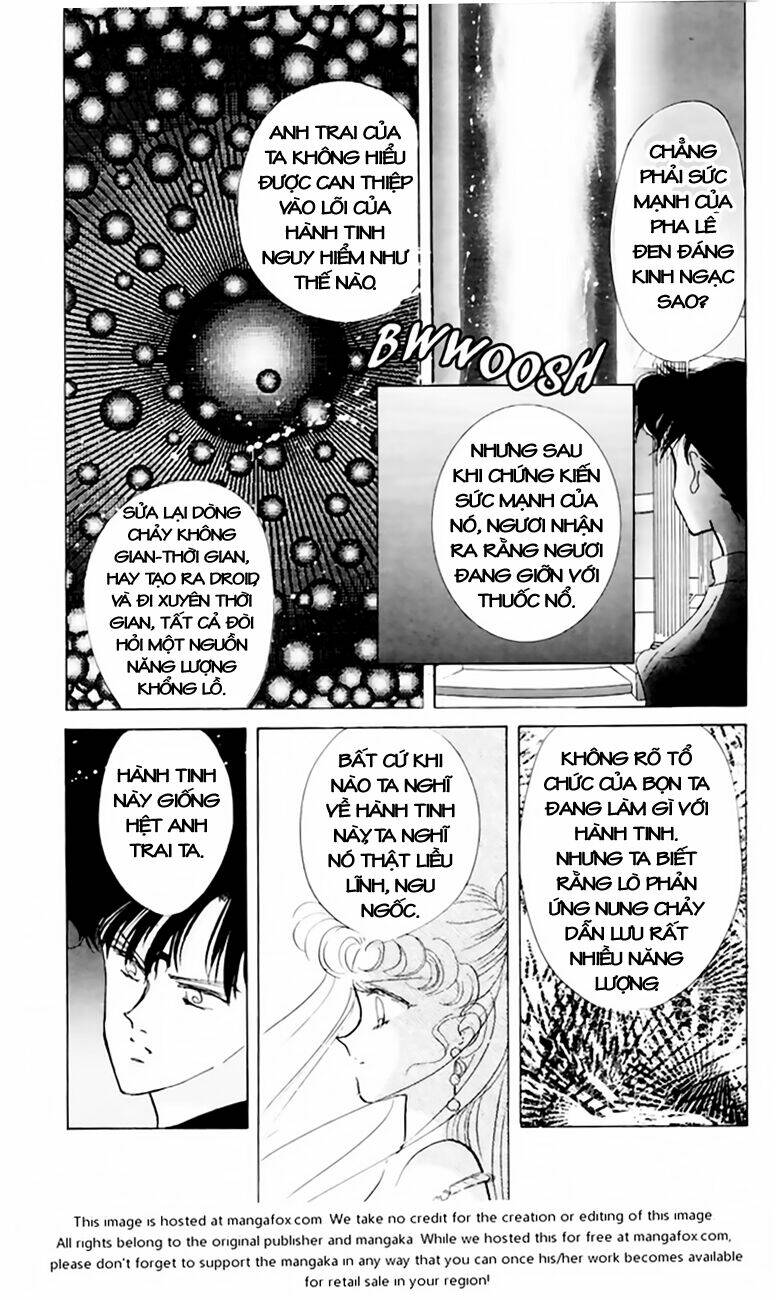 CHẲNG
PHẢI SỨC
MẠNH CỦA
PHA LÊ
ĐEN ĐÁNG
KINH NGẠC
SAO?
BWWOOSH
NHƯNG SAU
KHI CHỨNG KIẾN
SỨC MẠNH CỦA
NÓ, NGƯƠI NHẬN
RA RẰNG NGƯƠI
ĐANG GIỠN VỚI
THUỐC NỔ.
ANH TRAI CỦA
TA KHÔNG HIỂU
ĐƯỢC CAN THIỆP
VÀO LÕI CỦA
HÀNH TINH
NGUY HIỂM NHƯ
THẾ NÀO.
SỬA LẠI DÒNG
CHẢY KHÔNG
GIAN-THỜI GIAN,
HAY TẠO RA DROID,
VÀ ĐI XUYÊN THỜI
GIAN, TẤT CẢ ĐÒI
HỎI MỘT NGUỒN
NĂNG LƯỢNG
KHỔNG LỒ.
KHÔNG RÕ TỔ
CHỨC CỦA BỌN TA
ĐANG LÀM GÌ VỚI
HÀNH TINH.
NHƯNG TA BIẾT
RẰNG LÒ PHẢN
ỨNG NUNG CHẢY
DẪN LƯU RẤT
NHIỀU NĂNG
LƯỢNG
BẤT CỨ KHI
NÀO TA NGHĨ
VỀ HÀNH TINH
NÀY, TA NGHĨ
NÓ THẬT LIỀU
LĨNH, NGU
NGỐC.
HÀNH TINH
NÀY GIỐNG
HỆT ANH
TRAI TA.
This image is hosted at mangafox.com. We take no credit for the creation or editing of this image.
All rights belong to the original publisher and mangaka. While we hosted this for free at mangafox.com,
please don't forget to support the mangaka in any way that you can once his/her work becomes available
for retail sale in your region!